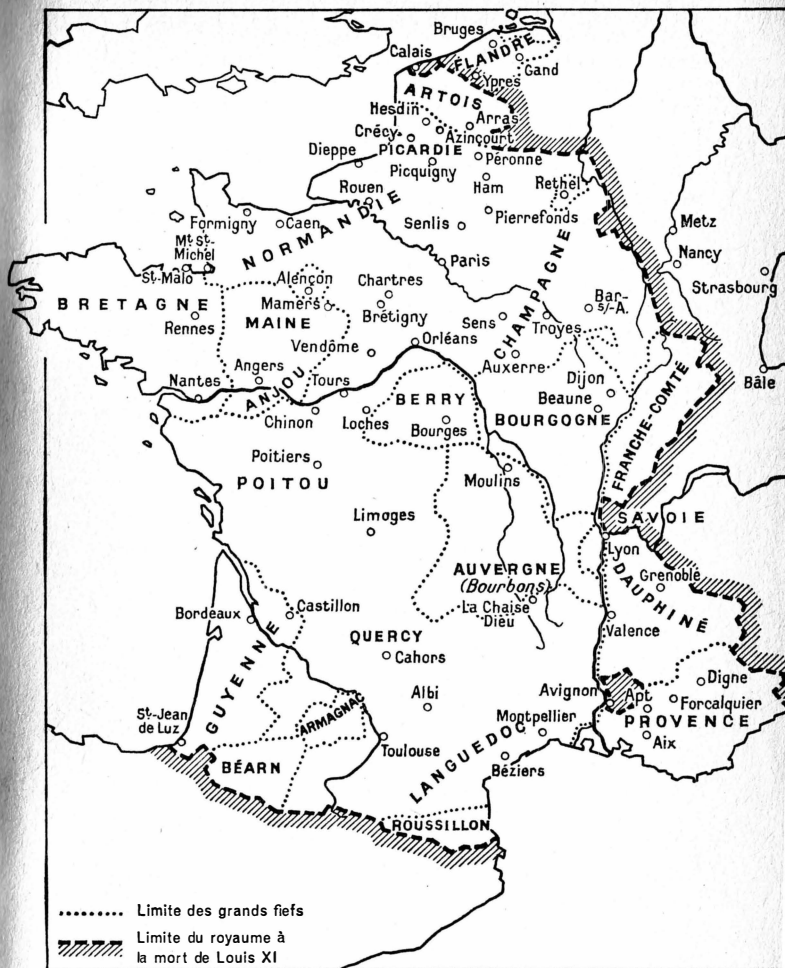 Bruges
Calais
FLANDRE
Gand
Ypres
ARTOIS
Hesdin
Arras
Crécy
Azincourt
PICARDIE
Dieppe
Péronne
Picquigny
Rouen
Ham
Rethel
Formigny
Caen
NORMANDIE
Senlis
Pierrefonds
Metz
Mt St-
Michel
Paris
Nancy
St-Malo
Alençon
Chartres
CHAMPAGNE
Strasbourg
BRETAGNE
Mamers
Bar-
s/-A.
Rennes
MAINE
Brétigny
Sens
Troyes
Vendôme
Orléans
Auxerre
Angers
Dijon
Nantes
ANJOU
Tours
BERRY
Beaune
Bâle
Chinon
Loches
Bourges
BOURGOGNE
FRANCHE-COMTÉ
Poitiers
Moulins
POITOU
Limoges
SAVOIE
Lyon
AUVERGNE
(Bourbons)
DAUPHINÉ
Grenoble
Bordeaux
Castillon
La Chaise
Dieu
Valence
QUERCY
Cahors
GUYENNE
Albi
Avignon
Apt
Digne
Forcalquier
St-Jean
de Luz
ARMAGNAC
Montpellier
PROVENCE
Toulouse
LANGUEDOC
Aix
BÉARN
Béziers
ROUSSILLON
Limite des grands fiefs
Limite du royaume à
la mort de Louis XI